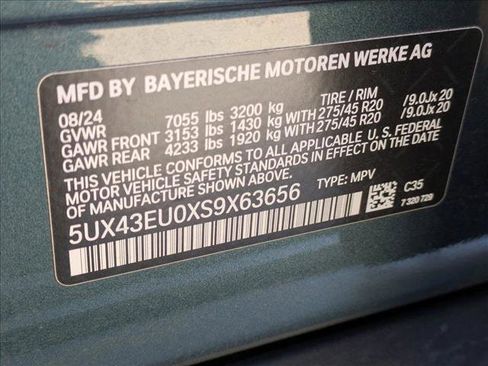 MFD BY BAYERISCHE MOTOREN WERKE AG
08/24 TIRE / RIM
GVWR 7055 lbs 3200 kg
GAWR FRONT 3153 lbs 1430 kg WITH 275/45 R20 /9.0Jx 20
GAWR REAR 4233 lbs 1920 kg WITH 275/45 R20 /9.0Jx 20
THIS VEHICLE CONFORMS TO ALL APPLICABLE U. S. FEDERAL
MOTOR VEHICLE SAFETY STANDARDS IN EFFECT ON THE DATE
OF MANUFACTURE SHOWN ABOVE.
5UX43EU0XS9X63656 TYPE: MPV C35
7 320 729